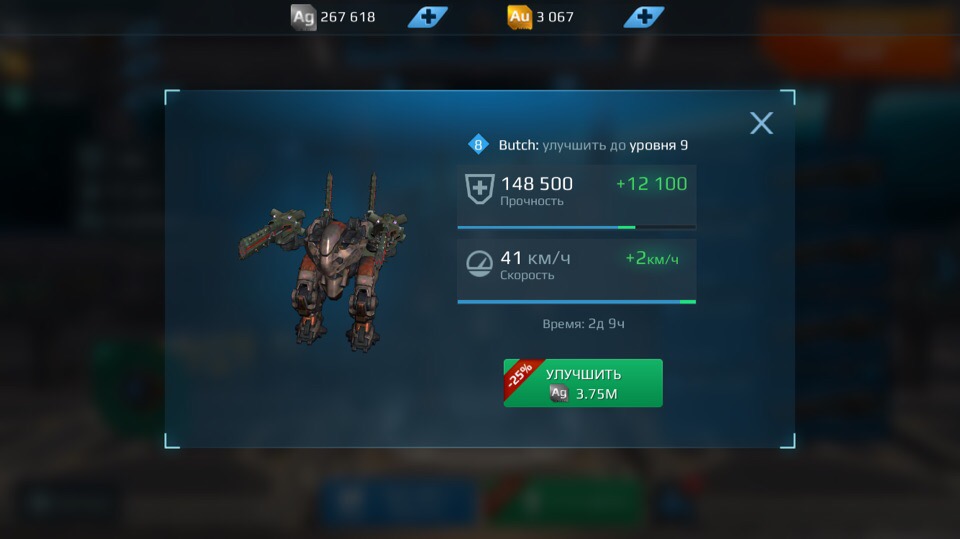 Ag 267 618
Au 3 067
8 Butch: улучшить до уровня 9
148 500 +12 100
Прочность
41 км/ч +2км/ч
Скорость
Время: 2д 9ч
-25% УЛУЧШИТЬ
Ag 3.75M